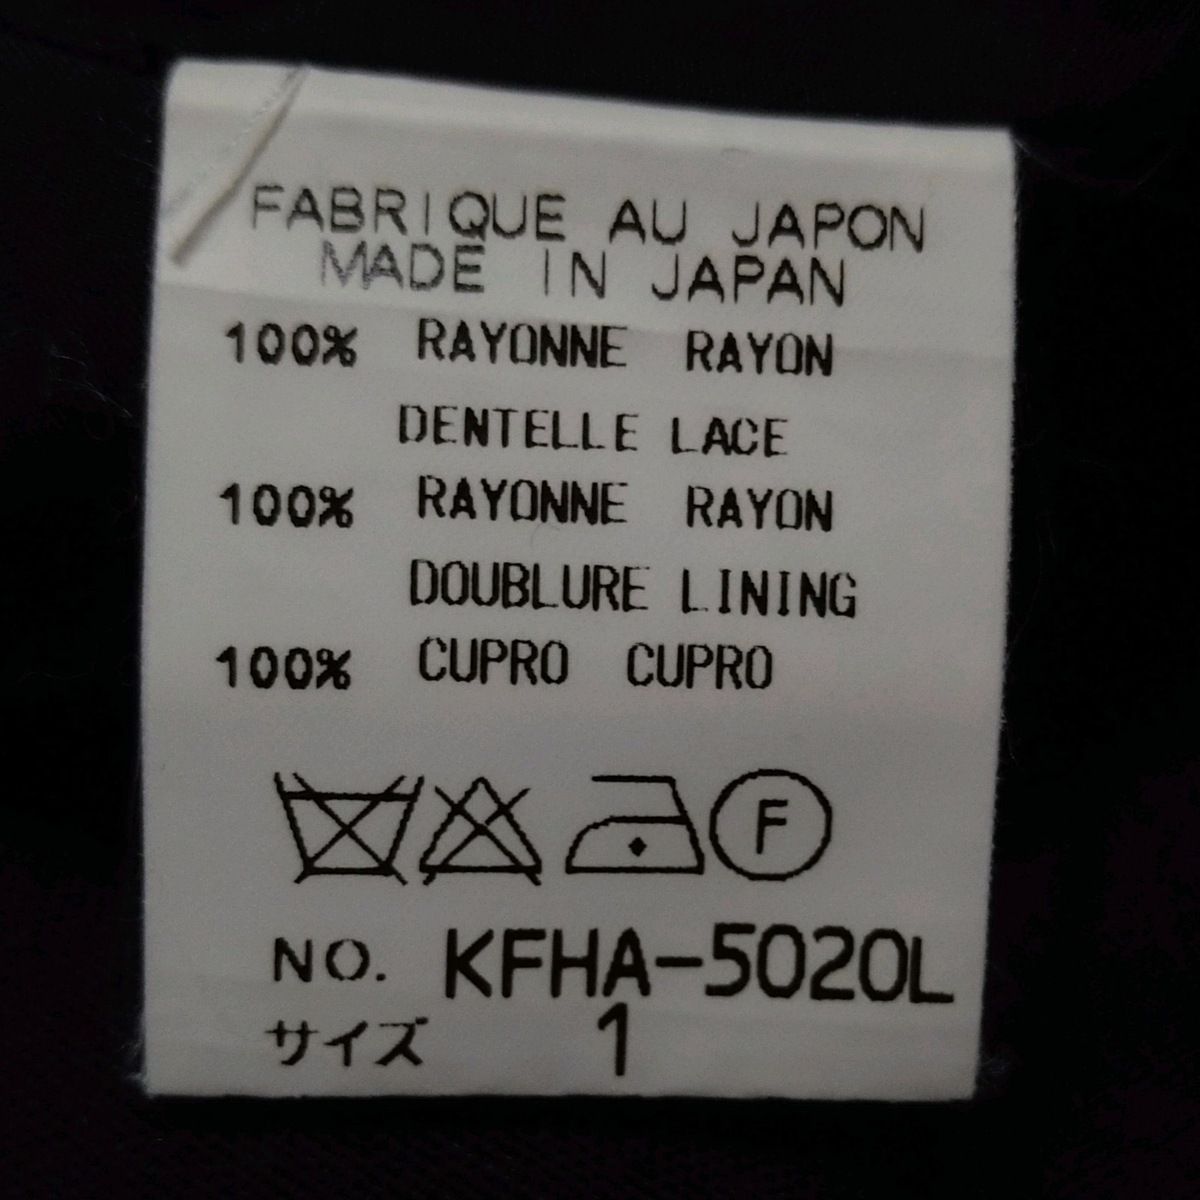 FABRIQUE AU JAPON
MADE IN JAPAN
100% RAYONNE RAYON
DENTELLE LACE
100% RAYONNE RAYON
DOUBLURE LINING
100% CUPRO CUPRO
F
NO. KFHA-5020L
サイズ 1